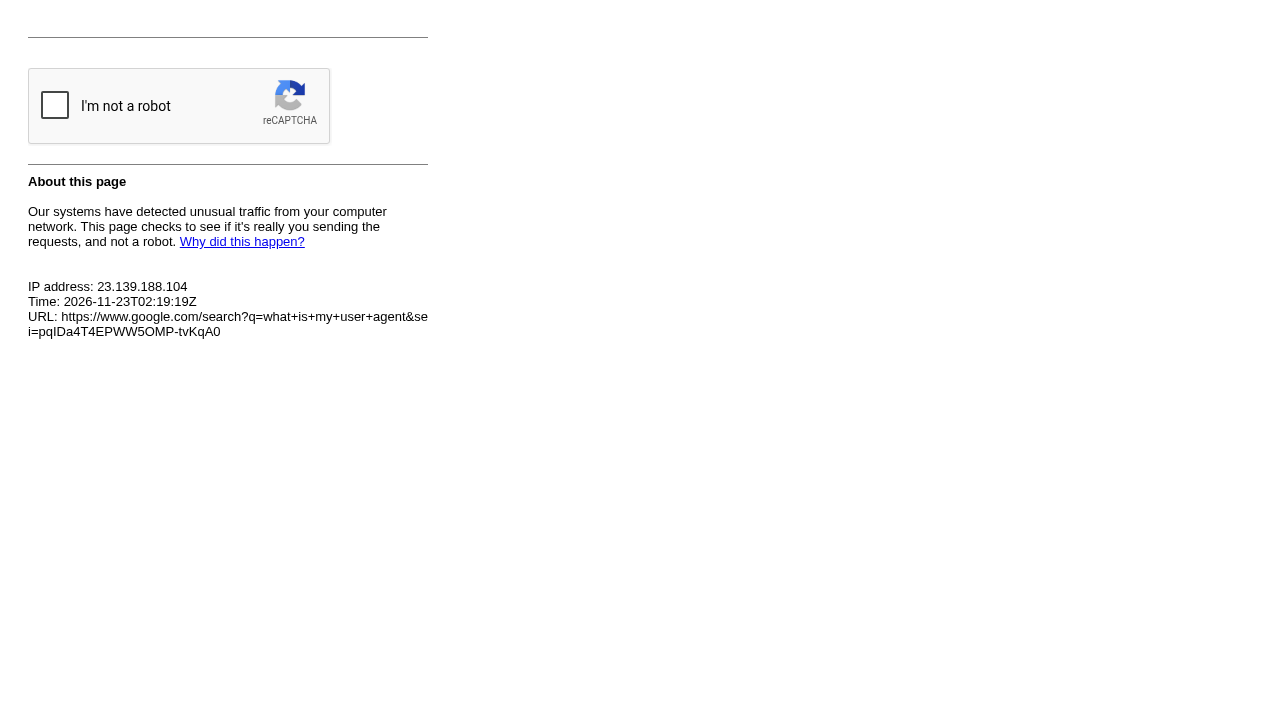 I'm not a robot
reCAPTCHA
About this page
Our systems have detected unusual traffic from your computer
network. This page checks to see if it's really you sending the
requests, and not a robot. Why did this happen?
IP address: 23.139.188.104
Time: 2026-11-23T02:19:19Z
URL: https://www.google.com/search?q=what+is+my+user+agent&se
i=pqIDa4T4EPWW5OMP-tvKqA0